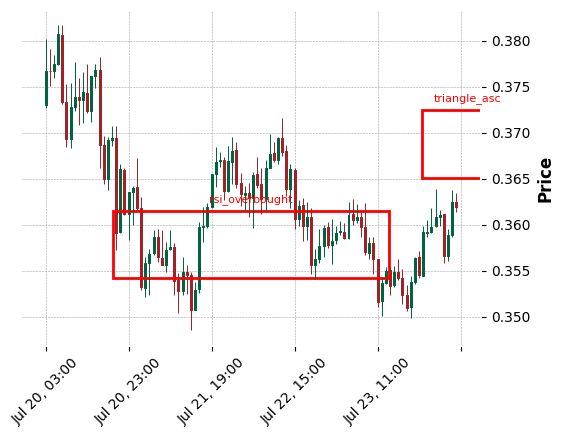 0.380
0.375
triangle_asc
0.370
0.365
rsi_overbought
0.360
0.355
0.350
Price
Jul 20, 03:00
Jul 20, 23:00
Jul 21, 19:00
Jul 22, 15:00
Jul 23, 11:00